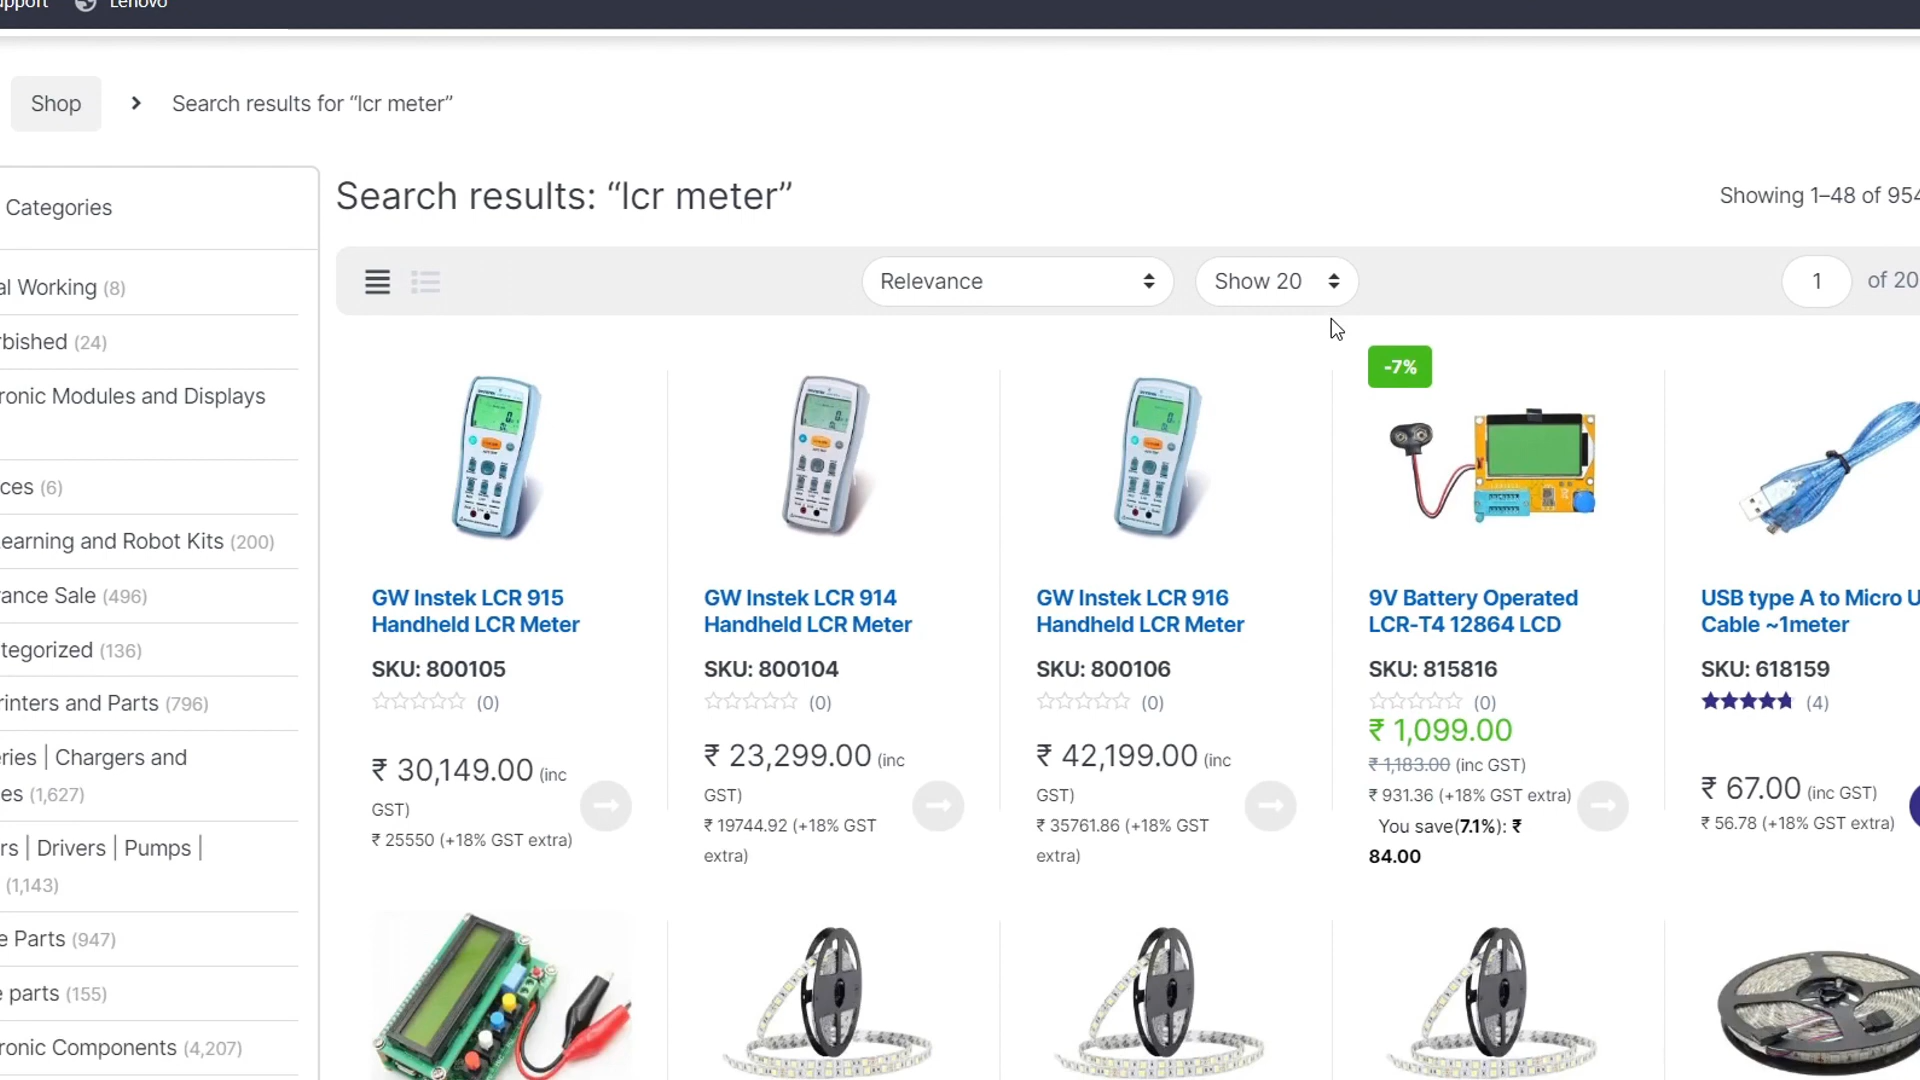 Lenovo
Shop
Search results for “lcr meter”
Categories
Search results: “lcr meter”
Showing 1–48 of 954
Relevance
Show 20
1
of 20
al Working (8)
rbished (24)
ronic Modules and Displays
ces (6)
earning and Robot Kits (200)
ance Sale (496)
tegorized (136)
rinters and Parts (796)
ries | Chargers and
es (1,627)
rs | Drivers | Pumps |
(1,143)
e Parts (947)
e parts (155)
ronic Components (4,207)
GW Instek LCR 915
Handheld LCR Meter
SKU: 800105
(0)
₹ 30,149.00 (inc
GST)
₹ 25550 (+18% GST extra)
GW Instek LCR 914
Handheld LCR Meter
SKU: 800104
(0)
₹ 23,299.00 (inc
GST)
₹ 19744.92 (+18% GST
extra)
GW Instek LCR 916
Handheld LCR Meter
SKU: 800106
(0)
₹ 42,199.00 (inc
GST)
₹ 35761.86 (+18% GST
extra)
-7%
9V Battery Operated
LCR-T4 12864 LCD
SKU: 815816
(0)
₹ 1,099.00
₹ 1,183.00 (inc GST)
₹ 931.36 (+18% GST extra)
You save(7.1%): ₹
84.00
USB type A to Micro U
Cable ~1meter
SKU: 618159
(4)
₹ 67.00 (inc GST)
₹ 56.78 (+18% GST extra)